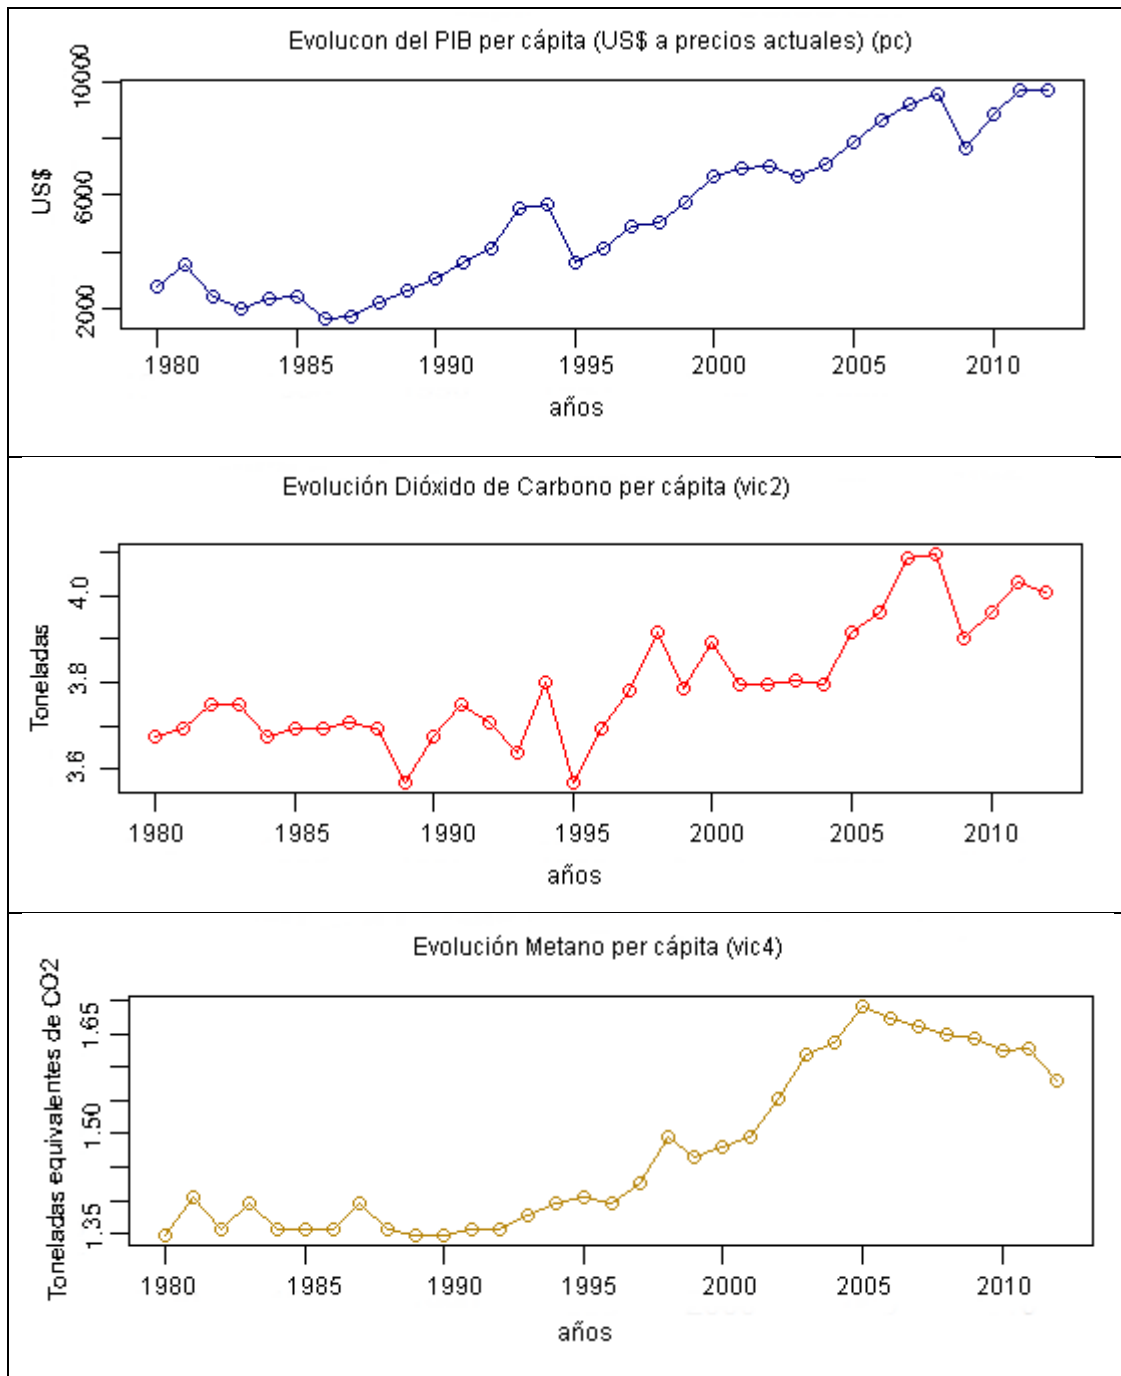 Evolucon del PIB per cápita (US$ a precios actuales) (pc)
10000
6000
2000
US$
1980 1985 1990 1995 2000 2005 2010
años
Evolución Dióxido de Carbono per cápita (vic2)
4.0
3.8
3.6
Toneladas
1980 1985 1990 1995 2000 2005 2010
años
Evolución Metano per cápita (vic4)
1.65
1.50
1.35
Toneladas equivalentes de CO2
1980 1985 1990 1995 2000 2005 2010
años